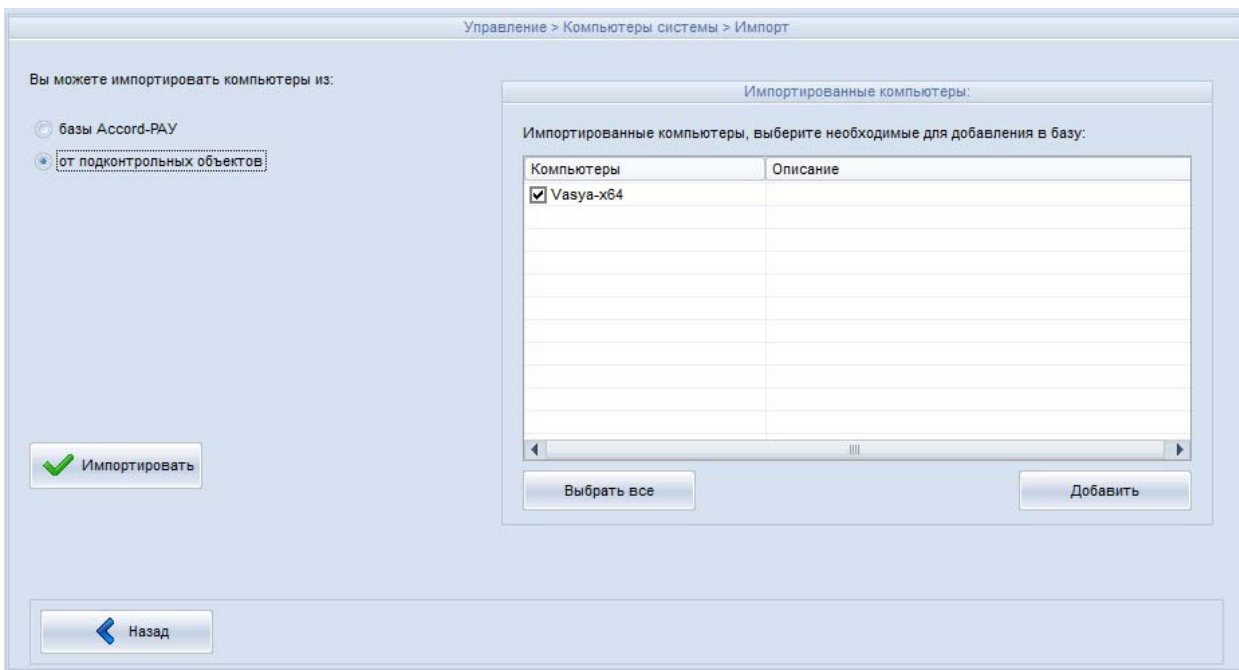 Управление > Компьютеры системы > Импорт
Вы можете импортировать компьютеры из:
базы Accord-РАУ
от подконтрольных объектов
Импортировать
Импортированные компьютеры:
Импортированные компьютеры, выберите необходимые для добавления в базу:
Компьютеры Описание
Vasya-x64
Выбрать все Добавить
Назад